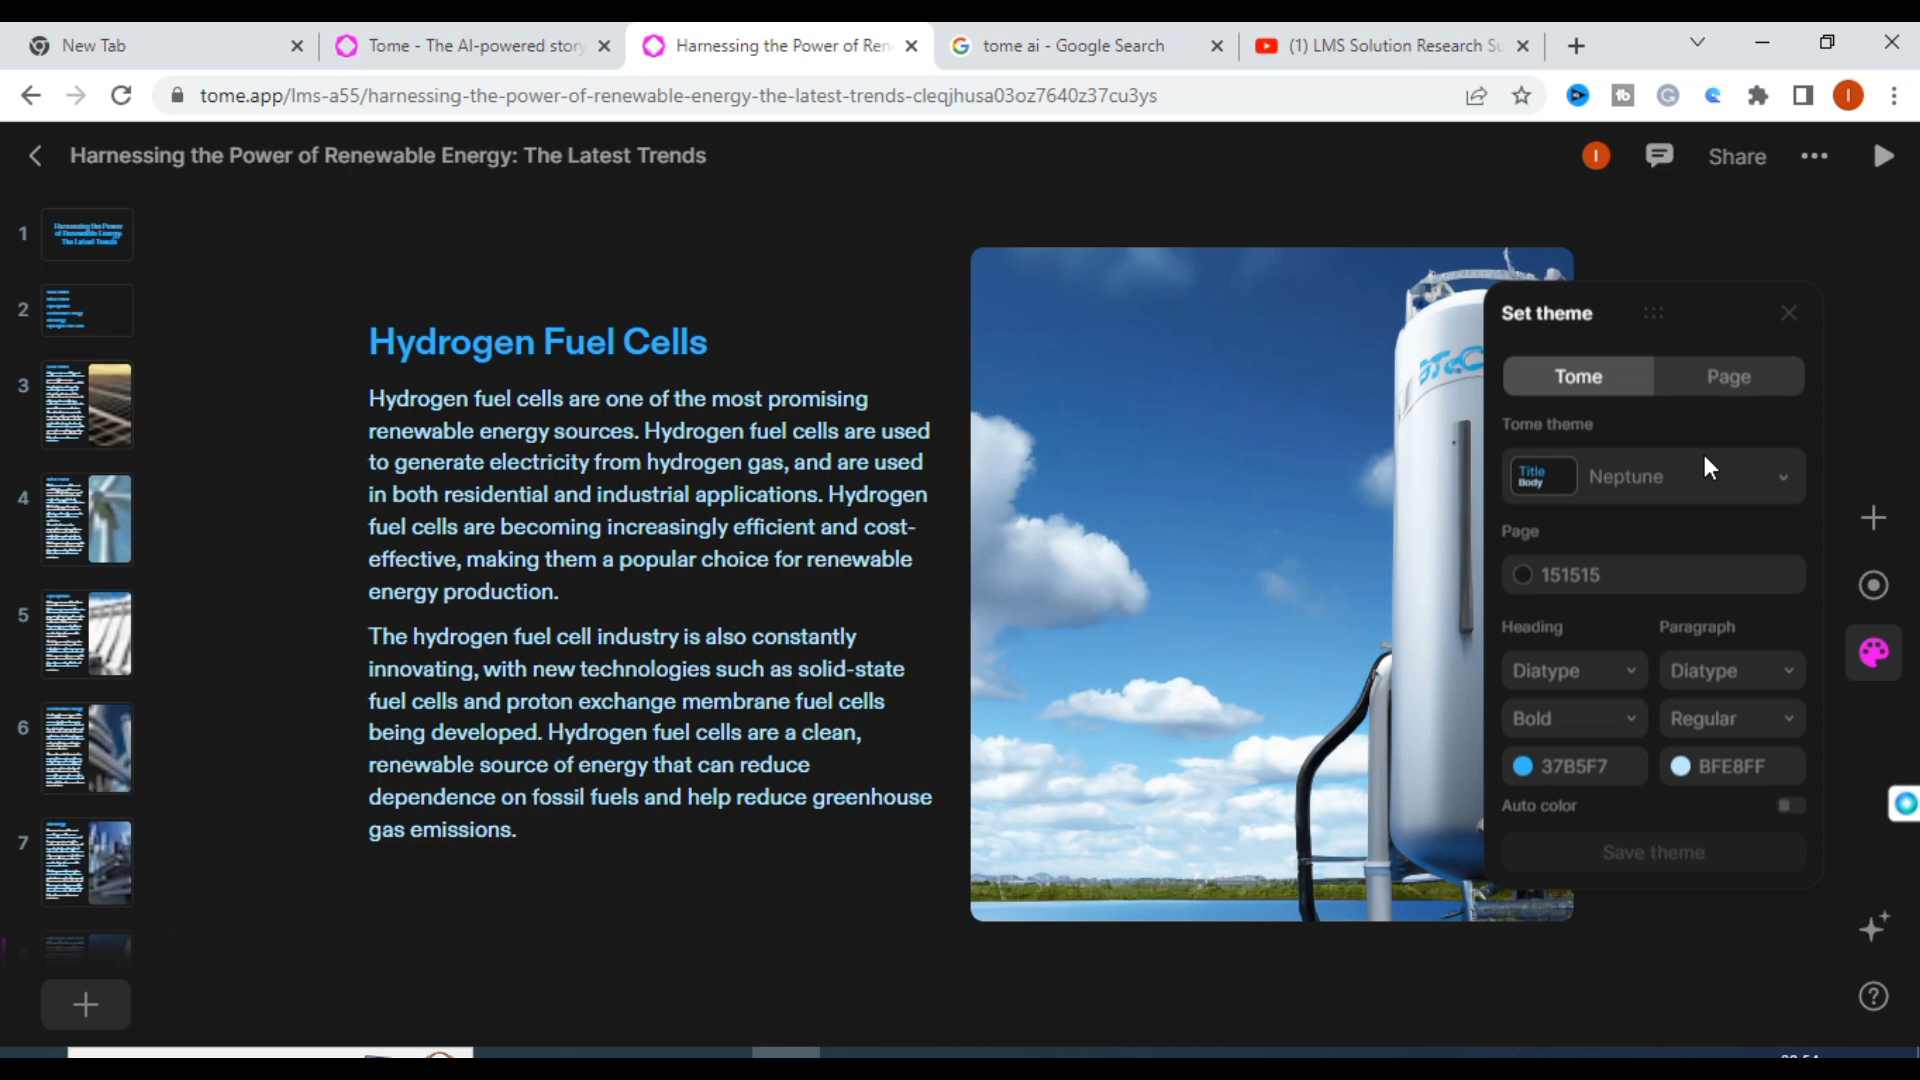 New Tab
Tome - The AI-powered story
Harnessing the Power of Ren
tome ai - Google Search
(1) LMS Solution Research Su
tome.app/lms-a55/harnessing-the-power-of-renewable-energy-the-latest-trends-cleqjhusa03oz7640z37cu3ys
Harnessing the Power of Renewable Energy: The Latest Trends
I
Share
1
Harnessing the Power
of Renewable Energy:
The Latest Trends
2
3
4
5
6
7
Hydrogen Fuel Cells
Hydrogen fuel cells are one of the most promising
renewable energy sources. Hydrogen fuel cells are used
to generate electricity from hydrogen gas, and are used
in both residential and industrial applications. Hydrogen
fuel cells are becoming increasingly efficient and cost-
effective, making them a popular choice for renewable
energy production.
The hydrogen fuel cell industry is also constantly
innovating, with new technologies such as solid-state
fuel cells and proton exchange membrane fuel cells
being developed. Hydrogen fuel cells are a clean,
renewable source of energy that can reduce
dependence on fossil fuels and help reduce greenhouse
gas emissions.
Set theme
Tome
Page
Tome theme
Title
Body
Neptune
Page
151515
Heading
Paragraph
Diatype
Diatype
Bold
Regular
37B5F7
BFE8FF
Auto color
Save theme